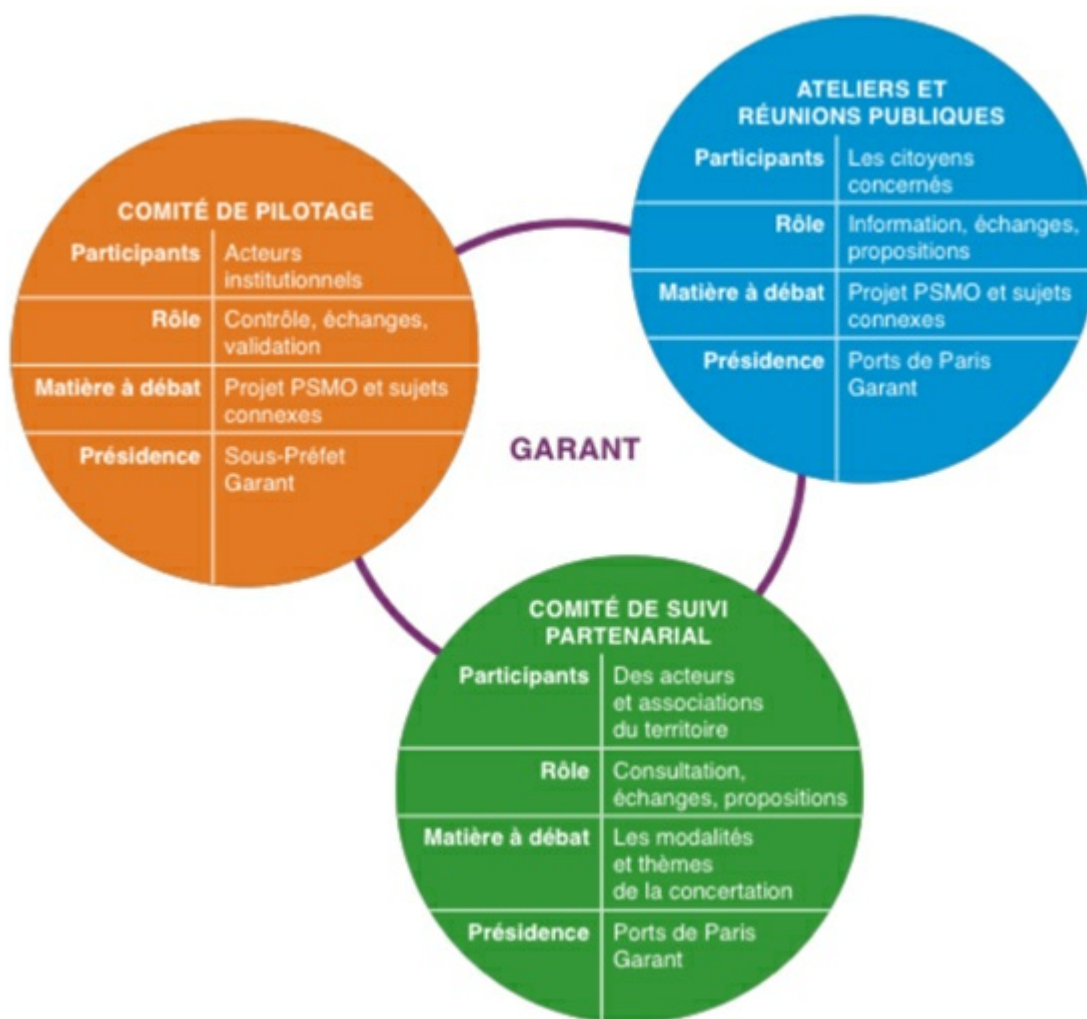 COMITÉ DE PILOTAGE
Participants Acteurs
institutionnels
Rôle Contrôle, échanges,
validation
Matière à débat Projet PSMO et sujets
connexes
Présidence Sous-Préfet
Garant
ATELIERS ET
RÉUNIONS PUBLIQUES
Participants Les citoyens
concernés
Rôle Information, échanges,
propositions
Matière à débat Projet PSMO et sujets
connexes
Présidence Ports de Paris
Garant
GARANT
COMITÉ DE SUIVI
PARTENARIAL
Participants Des acteurs
et associations
du territoire
Rôle Consultation,
échanges, propositions
Matière à débat Les modalités
et thèmes
de la concertation
Présidence Ports de Paris
Garant